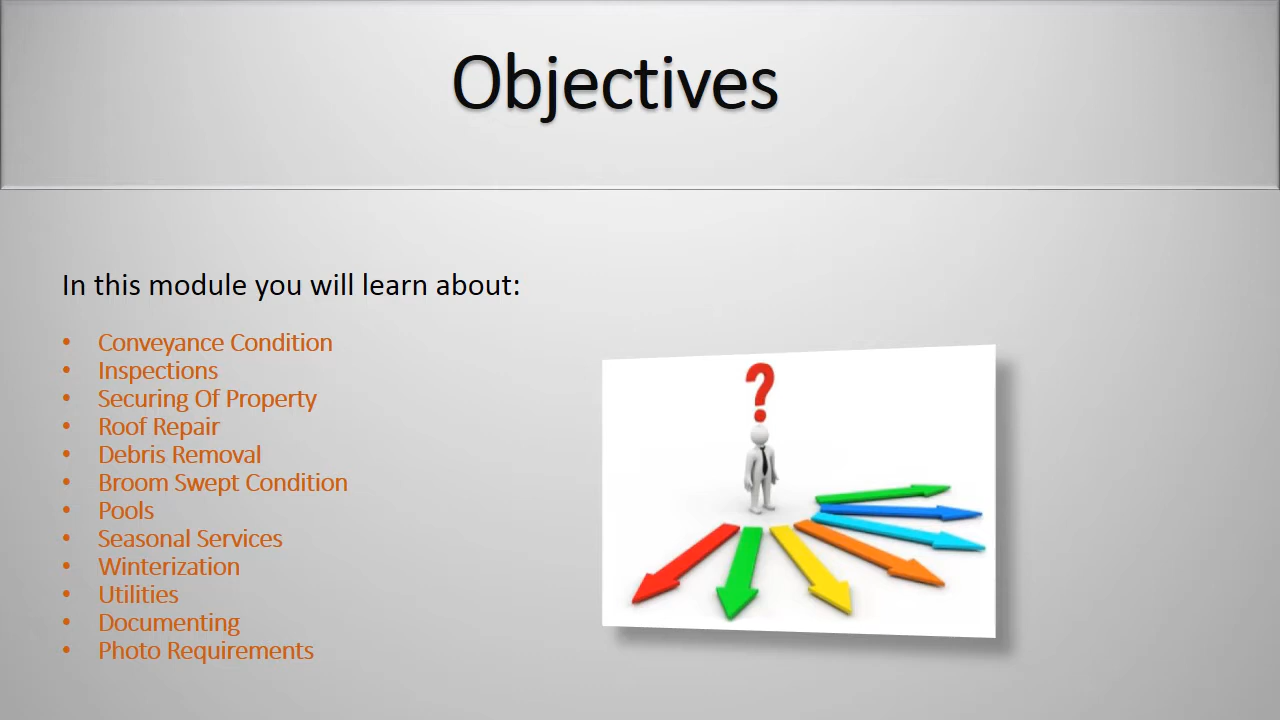 Objectives
In this module you will learn about:
• Conveyance Condition
• Inspections
• Securing Of Property
• Roof Repair
• Debris Removal
• Broom Swept Condition
• Pools
• Seasonal Services
• Winterization
• Utilities
• Documenting
• Photo Requirements
?